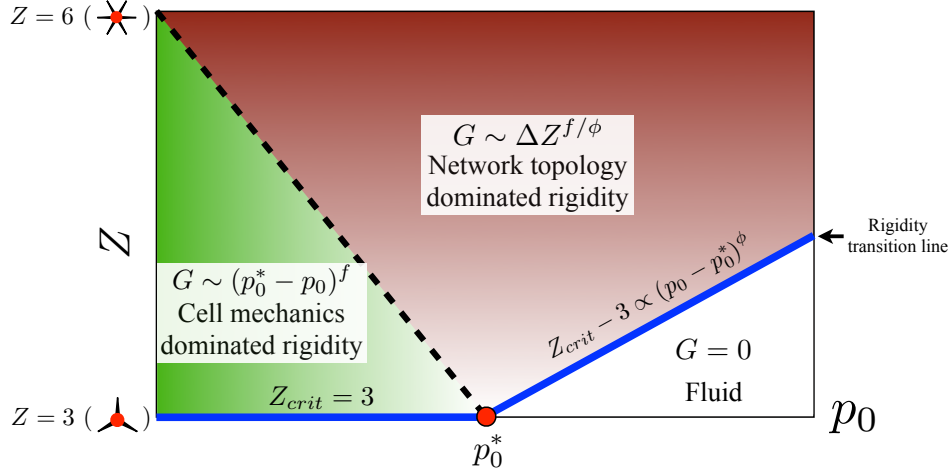 Z = 6 ( )
G ∼ ΔZ^{f/ϕ}
Network topology
dominated rigidity
Z
Rigidity
transition line
G ∼ (p_0^* − p_0)^f
Cell mechanics
dominated rigidity
Z_{crit} − 3 ∝ (p_0 − p_0^*)^ϕ
G = 0
Fluid
Z_{crit} = 3
Z = 3 ( )
p_0
p_0^*